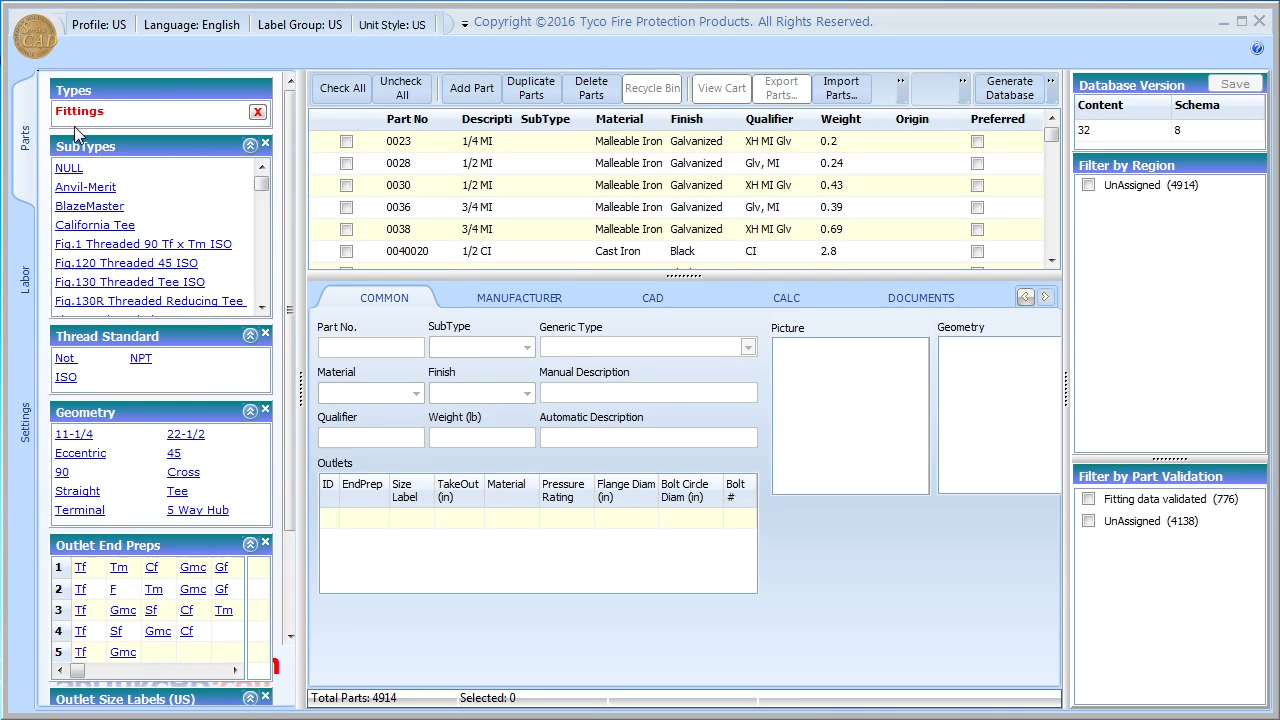 Profile: US Language: English Label Group: US Unit Style: US Copyright ©2016 Tyco Fire Protection Products. All Rights Reserved.
CAD
Parts
Labor
Settings
Types
Fittings X
SubTypes
NULL
Anvil-Merit
BlazeMaster
California Tee
Fig.1 Threaded 90 Tf x Tm ISO
Fig.120 Threaded 45 ISO
Fig.130 Threaded Tee ISO
Fig.130R Threaded Reducing Tee
Thread Standard
Not NPT
ISO
Geometry
11-1/4 22-1/2
Eccentric 45
90 Cross
Straight Tee
Terminal 5 Way Hub
Outlet End Preps
1 Tf Tm Cf Gmc Gf
2 Tf F Tm Gmc Gf
3 Tf Gmc Sf Cf Tm
4 Tf Sf Gmc Cf
5 Tf Gmc
Outlet Size Labels (US)
Check All Uncheck All Add Part Duplicate Parts Delete Parts Recycle Bin View Cart Export Parts... Import Parts... Generate Database
Part No Descripti SubType Material Finish Qualifier Weight Origin Preferred
0023 1/4 MI Malleable Iron Galvanized XH MI Glv 0.2
0028 1/2 MI Malleable Iron Galvanized Glv, MI 0.24
0030 1/2 MI Malleable Iron Galvanized XH MI Glv 0.43
0036 3/4 MI Malleable Iron Galvanized Glv, MI 0.39
0038 3/4 MI Malleable Iron Galvanized XH MI Glv 0.69
0040020 1/2 CI Cast Iron Black CI 2.8
COMMON MANUFACTURER CAD CALC DOCUMENTS
Part No. SubType Generic Type Picture Geometry
Material Finish Manual Description
Qualifier Weight (lb) Automatic Description
Outlets
ID EndPrep Size Label TakeOut (in) Material Pressure Rating Flange Diam (in) Bolt Circle Diam (in) Bolt #
Total Parts: 4914 Selected: 0
Database Version Save
Content Schema
32 8
Filter by Region
UnAssigned (4914)
Filter by Part Validation
Fitting data validated (776)
UnAssigned (4138)